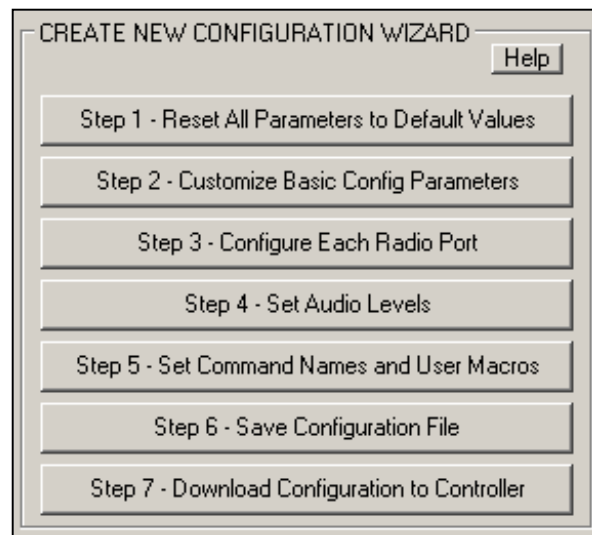 CREATE NEW CONFIGURATION WIZARD
Help
Step 1 - Reset All Parameters to Default Values
Step 2 - Customize Basic Config Parameters
Step 3 - Configure Each Radio Port
Step 4 - Set Audio Levels
Step 5 - Set Command Names and User Macros
Step 6 - Save Configuration File
Step 7 - Download Configuration to Controller